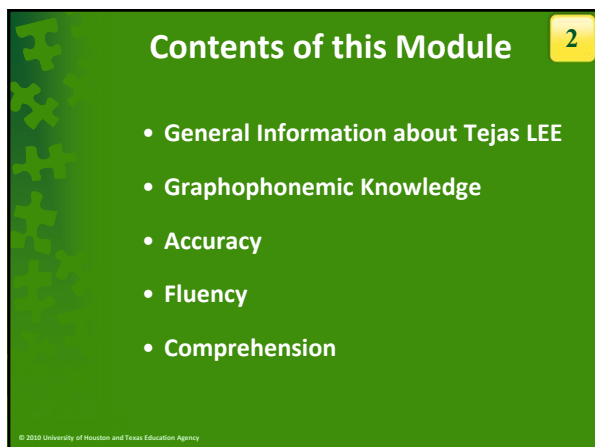 Contents of this Module
2
• General Information about Tejas LEE
• Graphophonemic Knowledge
• Accuracy
• Fluency
• Comprehension
© 2010 University of Houston and Texas Education Agency